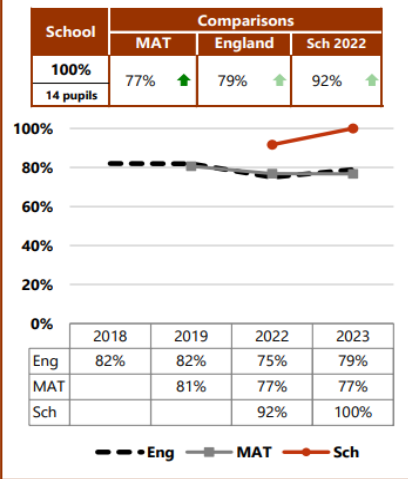 School
Comparisons
MAT England Sch 2022
100%
14 pupils
77% 79% 92%
100%
80%
60%
40%
20%
0%
2018 2019 2022 2023
Eng 82% 82% 75% 79%
MAT 81% 77% 77%
Sch 92% 100%
Eng MAT Sch